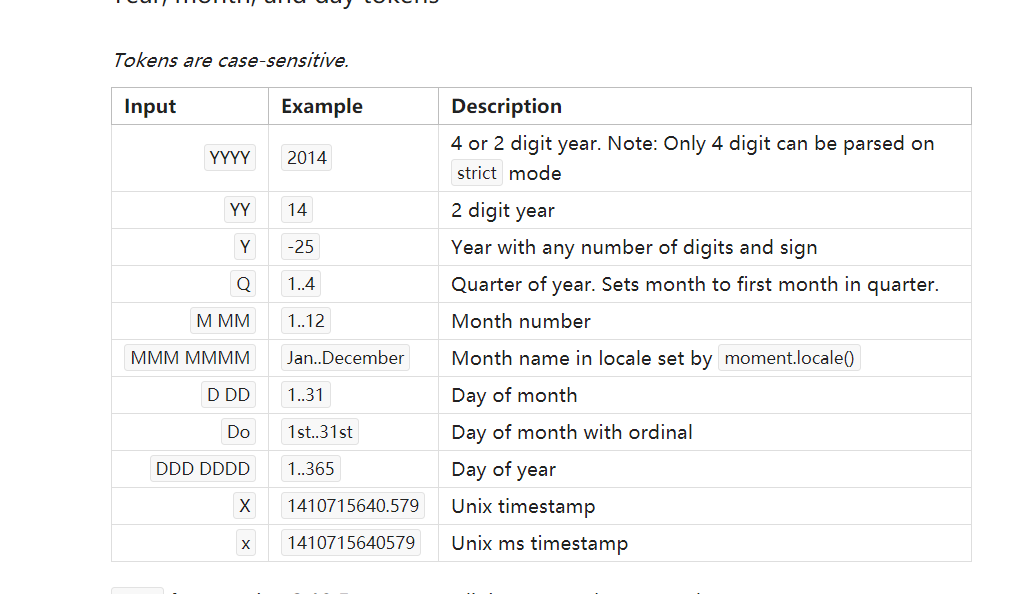 Year, month, and day tokens
Tokens are case-sensitive.
Input Example Description
YYYY 2014 4 or 2 digit year. Note: Only 4 digit can be parsed on
strict mode
YY 14 2 digit year
Y -25 Year with any number of digits and sign
Q 1..4 Quarter of year. Sets month to first month in quarter.
M MM 1..12 Month number
MMM MMMM Jan..December Month name in locale set by moment.locale()
D DD 1..31 Day of month
Do 1st..31st Day of month with ordinal
DDD DDDD 1..365 Day of year
X 1410715640.579 Unix timestamp
x 1410715640579 Unix ms timestamp